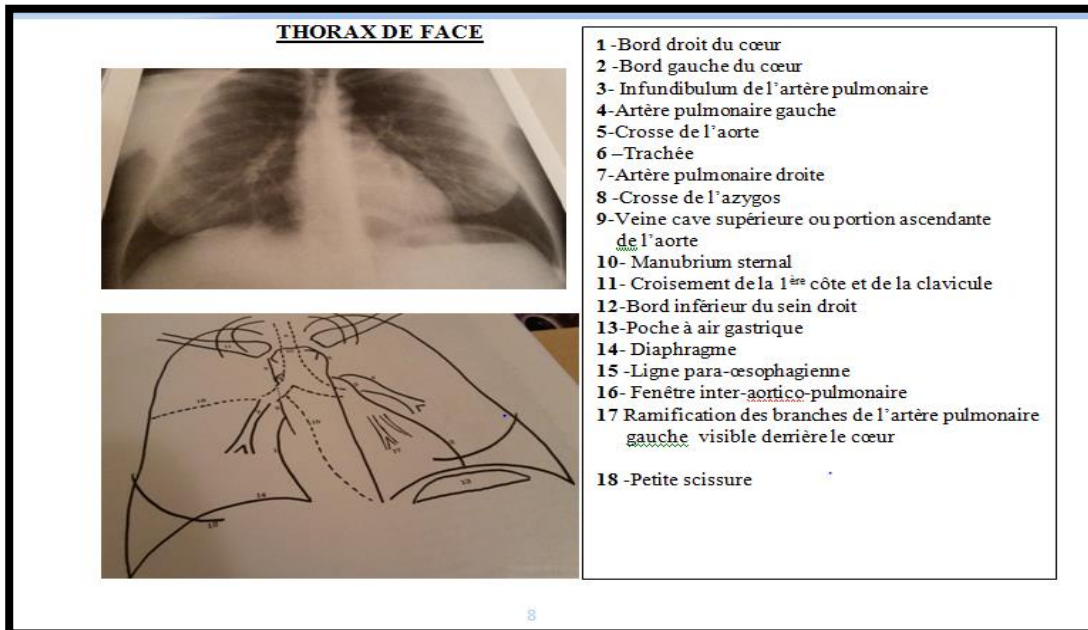 THORAX DE FACE
1 -Bord droit du cœur
2 -Bord gauche du cœur
3- Infundibulum de l'artère pulmonaire
4-Artère pulmonaire gauche
5-Crosse de l'aorte
6 –Trachée
7-Artère pulmonaire droite
8 -Crosse de l'azygos
9-Veine cave supérieure ou portion ascendante
de l'aorte
10- Manubrium sternal
11- Croisement de la 1ère côte et de la clavicule
12-Bord inférieur du sein droit
13-Poche à air gastrique
14- Diaphragme
15 -Ligne para-œsophagienne
16- Fenêtre inter-aortico-pulmonaire
17 Ramification des branches de l'artère pulmonaire
gauche visible derrière le cœur
18 -Petite scissure
11
18
17
14
13
8